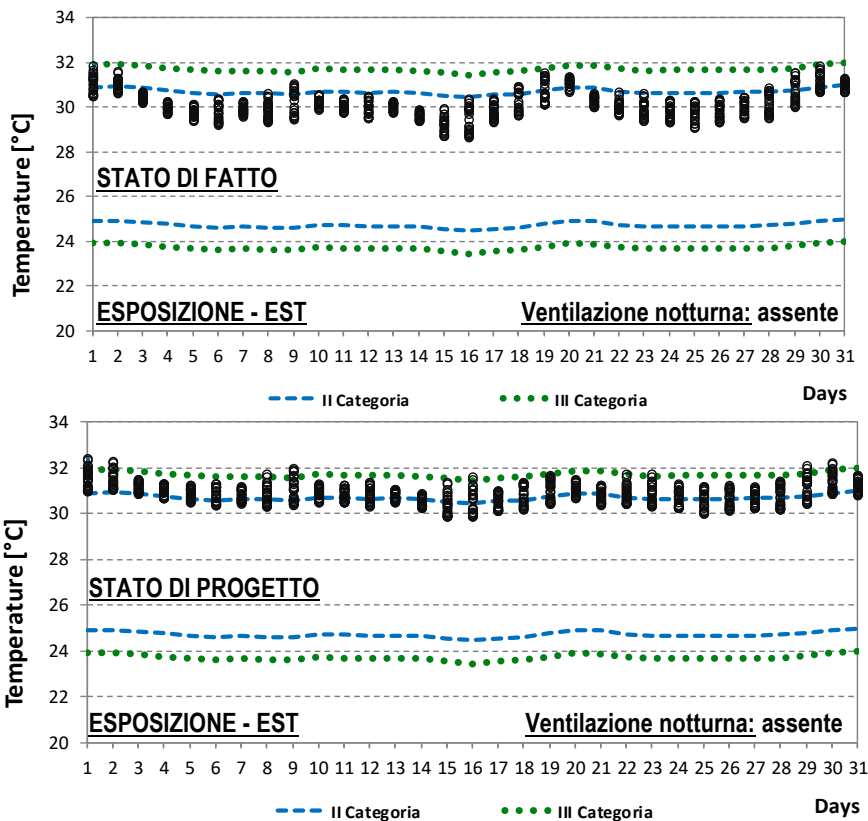 34
32
30
28
26
24
22
20
Temperature [°C]
STATO DI FATTO
ESPOSIZIONE - EST Ventilazione notturna: assente
1 2 3 4 5 6 7 8 9 10 11 12 13 14 15 16 17 18 19 20 21 22 23 24 25 26 27 28 29 30 31
II Categoria III Categoria Days
34
32
30
28
26
24
22
20
Temperature [°C]
STATO DI PROGETTO
ESPOSIZIONE - EST Ventilazione notturna: assente
1 2 3 4 5 6 7 8 9 10 11 12 13 14 15 16 17 18 19 20 21 22 23 24 25 26 27 28 29 30 31
II Categoria III Categoria Days